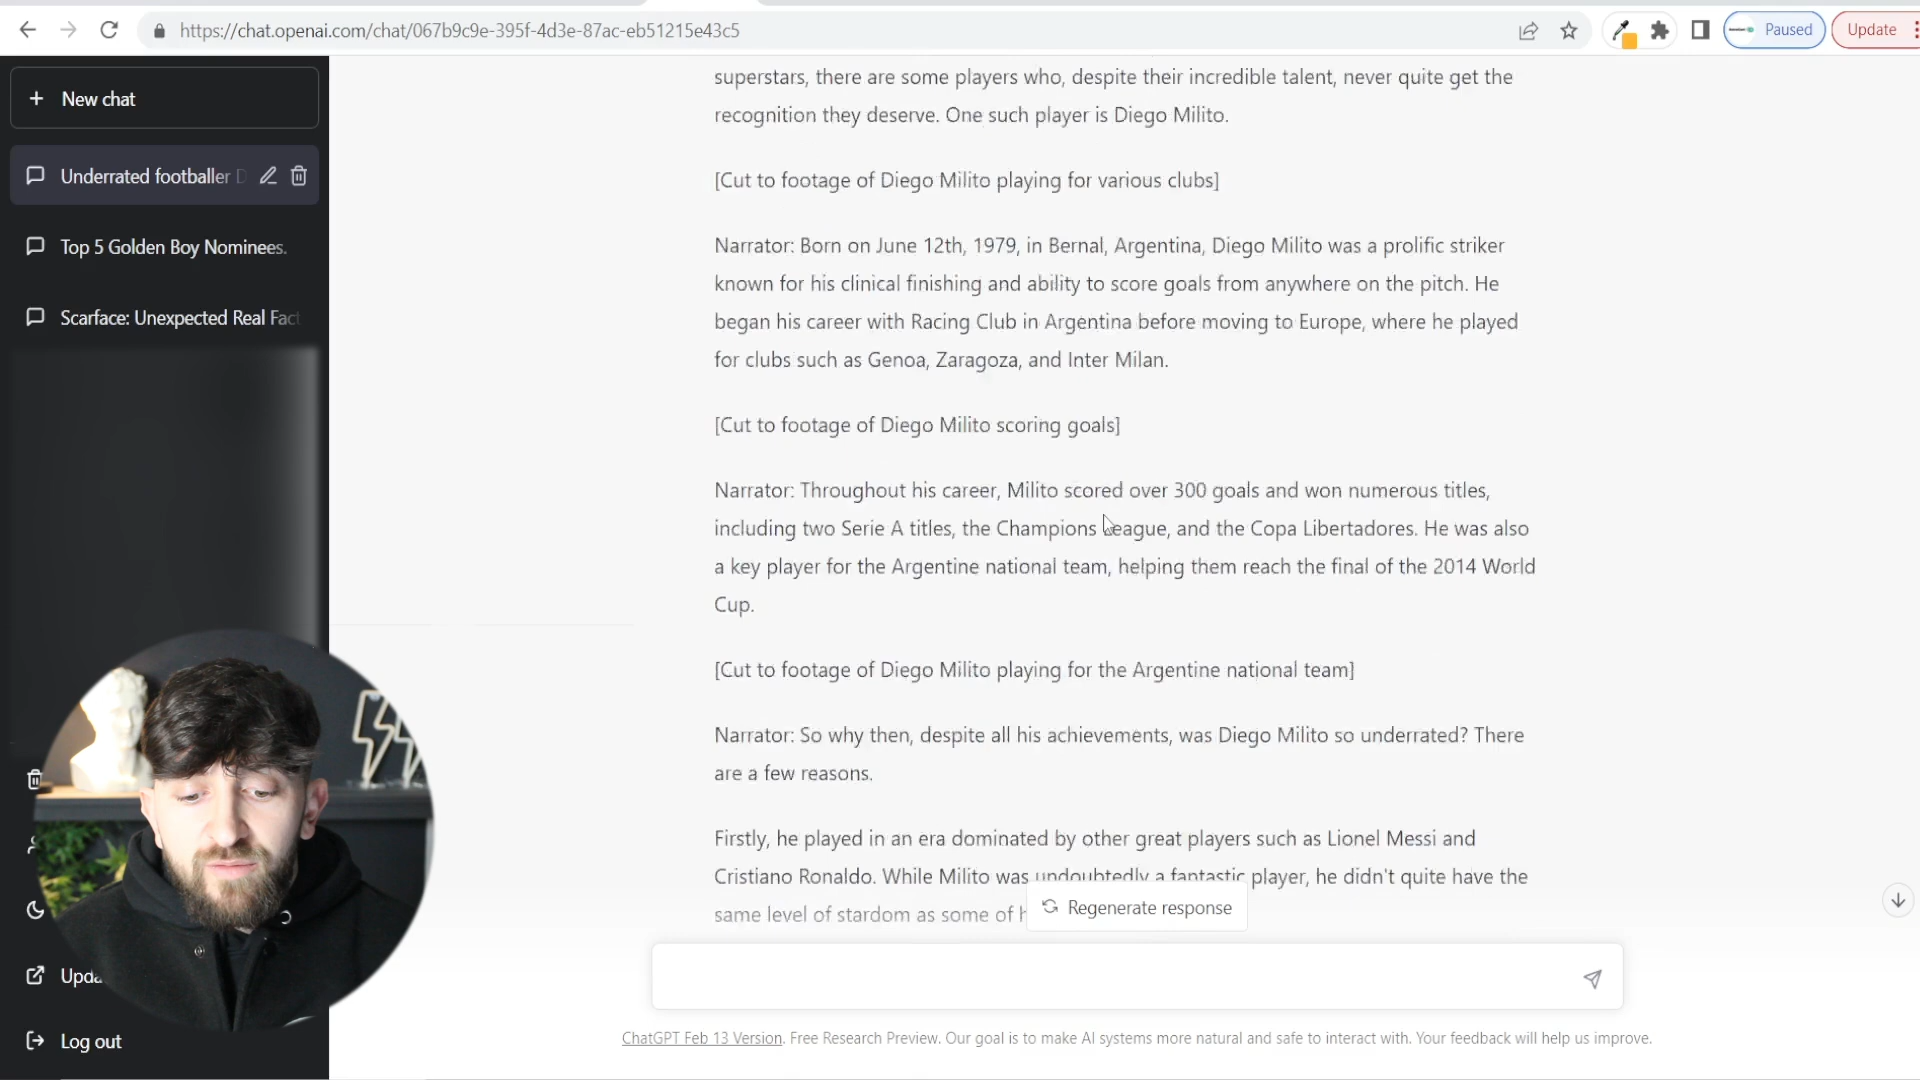 https://chat.openai.com/chat/067b9c9e-395f-4d3e-87ac-eb51215e43c5
Paused
Update
+ New chat
Underrated footballer D
Top 5 Golden Boy Nominees.
Scarface: Unexpected Real Fact
Log out
superstars, there are some players who, despite their incredible talent, never quite get the
recognition they deserve. One such player is Diego Milito.
[Cut to footage of Diego Milito playing for various clubs]
Narrator: Born on June 12th, 1979, in Bernal, Argentina, Diego Milito was a prolific striker
known for his clinical finishing and ability to score goals from anywhere on the pitch. He
began his career with Racing Club in Argentina before moving to Europe, where he played
for clubs such as Genoa, Zaragoza, and Inter Milan.
[Cut to footage of Diego Milito scoring goals]
Narrator: Throughout his career, Milito scored over 300 goals and won numerous titles,
including two Serie A titles, the Champions League, and the Copa Libertadores. He was also
a key player for the Argentine national team, helping them reach the final of the 2014 World
Cup.
[Cut to footage of Diego Milito playing for the Argentine national team]
Narrator: So why then, despite all his achievements, was Diego Milito so underrated? There
are a few reasons.
Firstly, he played in an era dominated by other great players such as Lionel Messi and
Cristiano Ronaldo. While Milito was undoubtedly a fantastic player, he didn't quite have the
same level of stardom as some of
Regenerate response
ChatGPT Feb 13 Version. Free Research Preview. Our goal is to make AI systems more natural and safe to interact with. Your feedback will help us improve.